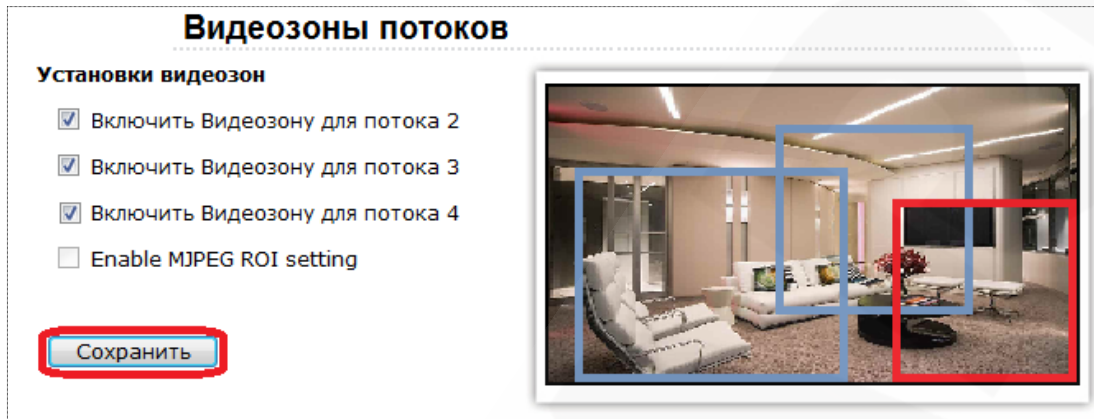 Видеозоны потоков
Установки видеозон
Включить Видеозону для потока 2
Включить Видеозону для потока 3
Включить Видеозону для потока 4
Enable MJPEG ROI setting
Сохранить